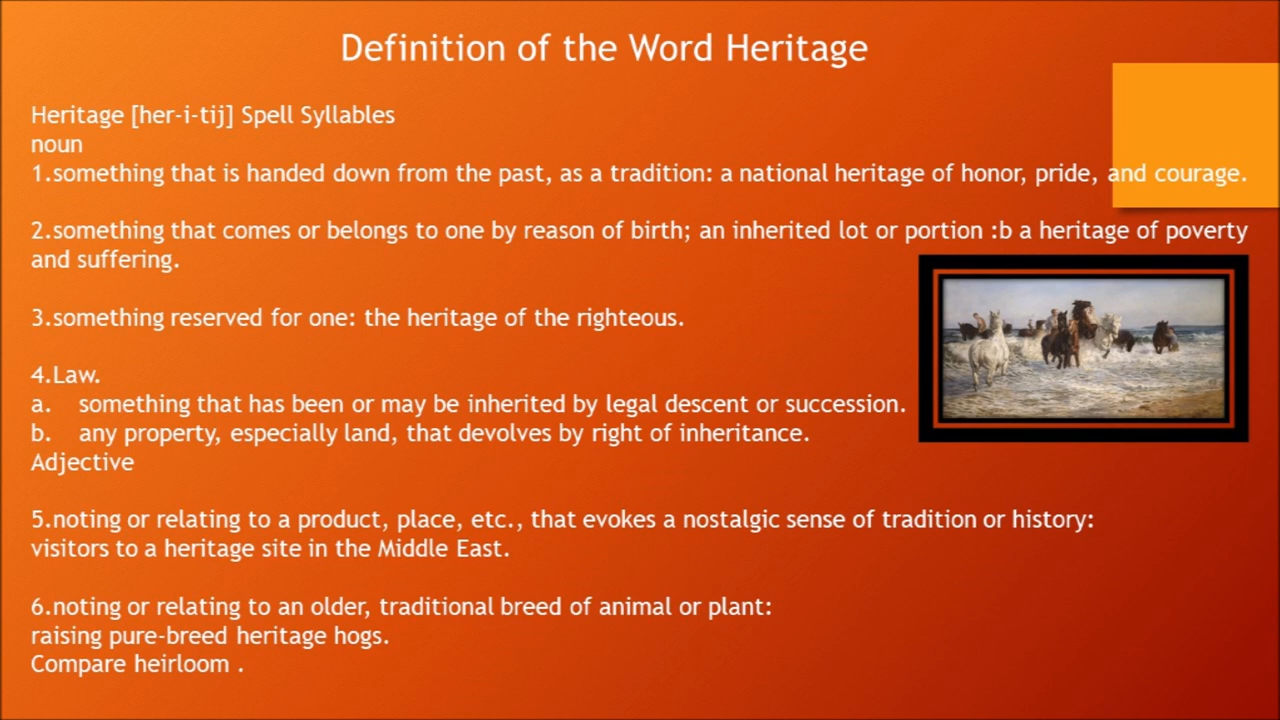 Definition of the Word Heritage
Heritage [her-i-tij] Spell Syllables
noun
1.something that is handed down from the past, as a tradition: a national heritage of honor, pride, and courage.
2.something that comes or belongs to one by reason of birth; an inherited lot or portion :b a heritage of poverty
and suffering.
3.something reserved for one: the heritage of the righteous.
4.Law.
a. something that has been or may be inherited by legal descent or succession.
b. any property, especially land, that devolves by right of inheritance.
Adjective
5.noting or relating to a product, place, etc., that evokes a nostalgic sense of tradition or history:
visitors to a heritage site in the Middle East.
6.noting or relating to an older, traditional breed of animal or plant:
raising pure-breed heritage hogs.
Compare heirloom .